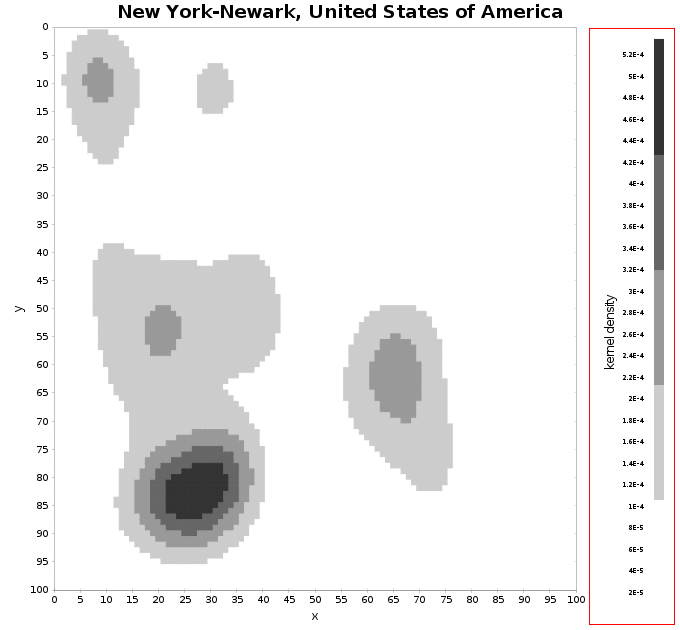 New York-Newark, United States of America
0
5
10
15
20
25
30
35
40
45
50
55
60
65
70
75
80
85
90
95
100
y
0 5 10 15 20 25 30 35 40 45 50 55 60 65 70 75 80 85 90 95 100
x
kernel density
5.2E-4
5E-4
4.8E-4
4.6E-4
4.4E-4
4.2E-4
4E-4
3.8E-4
3.6E-4
3.4E-4
3.2E-4
3E-4
2.8E-4
2.6E-4
2.4E-4
2.2E-4
2E-4
1.8E-4
1.6E-4
1.4E-4
1.2E-4
1E-4
8E-5
6E-5
4E-5
2E-5